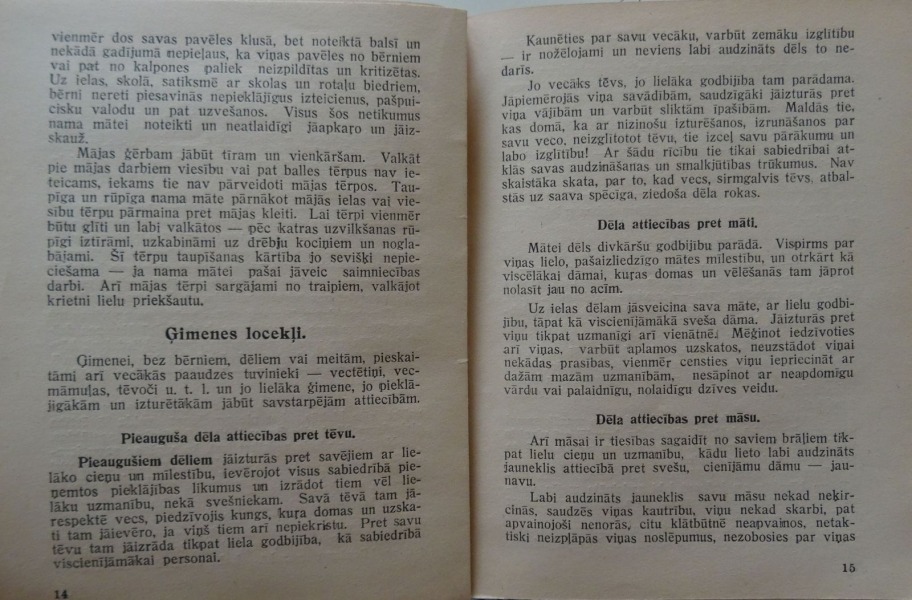 vienmēr dos savas pavēles klusā, bet noteiktā balsī un
nekādā gadījumā nepieļaus, ka viņas pavēles no bērniem
vai pat no kalpones paliek neizpildītas un kritizētas.
Uz ielas, skolā, satiksmē ar skolas un rotaļu biedriem,
bērni nereti piesavinās nepieklājīgus izteicienus, pašpui-
cisku valodu un pat uzvešanos. Visus šos netikumus
nama mātei noteikti un neatlaidīgi jāapkaŗo un jāiz-
skauž.
Mājas ģērbam jābūt tīram un vienkāršam. Valkāt
pie mājas darbiem viesību vai pat balles tērpus nav ie-
teicams, iekams tie nav pārveidoti mājas tērpos. Tau-
pīga un rūpīga nama māte pārnākot mājās ielas vai vie-
sību tērpu pārmaina pret mājas kleiti. Lai tērpi vienmēr
būtu glīti un labi valkātos — pēc katras uzvilkšanas rū-
pīgi iztīrāmi, uzkabināmi uz drēbju kociņiem un nogla-
bājami. Šī tērpu taupīšanas kārtība jo sevišķi nepie-
ciešama — ja nama mātei pašai jāveic saimniecības
darbi. Arī mājas tērpi sargājami no traipiem, valkājot
krietni lielu priekšautu.
Ģimenes locekļi.
Ģimenei, bez bērniem, dēliem vai meitām, pieskai-
tāmi arī vecākās paaudzes tuvinieki — vectētiņi, vec-
māmuļas, tēvoči u. t. l. un jo lielāka ģimene, jo pieklā-
jīgākām un izturētākām jābūt savstarpējām attiecībām.
Pieauguša dēla attiecības pret tēvu.
Pieaugušiem dēliem jāizturās pret savējiem ar lie-
lāko cieņu un mīlestību, ievērojot visus sabiedrībā pie-
ņemtos pieklājības likumus un izrādot tiem vēl lie-
lāku uzmanību, nekā svešniekam. Savā tēvā tam jā-
respektē vecs, piedzīvojis kungs, kuŗa domas un uzska-
ti tam jāievēro, ja viņš tiem arī nepiekristu. Pret savu
tēvu tam jāizrāda tikpat liela godbijība, kā sabiedrībā
viscienījāmākai personai.
14
Kaunēties par savu vecāku, varbūt zemāku izglītību
— ir nožēlojami un neviens labi audzināts dēls to ne-
darīs.
Jo vecāks tēvs, jo lielāka godbijība tam parādama.
Jāpiemērojās viņa savādībām, saudzīgāki jāizturās pret
viņa vājībām un varbūt sliktām īpašibām. Maldās tie,
kas domā, ka ar nizinošu izturēšanos, izrunāšanos par
savu veco, neizglitotot tēvu, tie izceļ savu pārākumu un
labo izglītibu! Ar šādu rīcību tie tikai sabiedrībai at-
klās savas audzināšanas un smalkjūtības trūkumus. Nav
skaistāka skata, par to, kad vecs, sirmgalvis tēvs, atbal-
stās uz saava spēcīga, ziedoša dēla rokas.
Dēla attiecības pret māti.
Mātei dēls divkāršu godbijību parādā. Vispirms par
viņas lielo, pašaizliedzīgo mātes mīlestību, un otrkārt kā
viscēlākai dāmai, kuŗas domas un vēlēšanās tam jāprot
nolasīt jau no acīm.
Uz ielas dēlam jāsveicina sava māte, ar lielu godbi-
jību, tāpat kā viscienījāmākā sveša dāma. Jāizturās pret
viņu tikpat uzmanīgi arī vienātnē. Mēģinot iedzīvoties
arī viņas, varbūt aplamos uzskatos, neuzstādot viņai
nekādas prasības, vienmēr censties viņu iepriecināt ar
dažām mazām uzmanībām, nesāpinot ar neapdomīgu
vārdu vai palaidnīgu, nolaidīgu dzīves veidu.
Dēla attiecības pret māsu.
Arī māsai ir tiesības sagaidīt no saviem brāļiem tik-
pat lielu cieņu un uzmanību, kādu lieto labi audzināts
jauneklis attiecībā pret svešu, cienījāmu dāmu — jau-
navu.
Labi audzināts jauneklis savu māsu nekad neķir-
cinās, saudzēs viņas kautrību, viņu nekad skarbi, pat
apvainojoši nenorās, citu klātbūtnē neapvainos, netak-
tiski neizpļāpās viņas noslēpumus, nezobosies par viņas
15